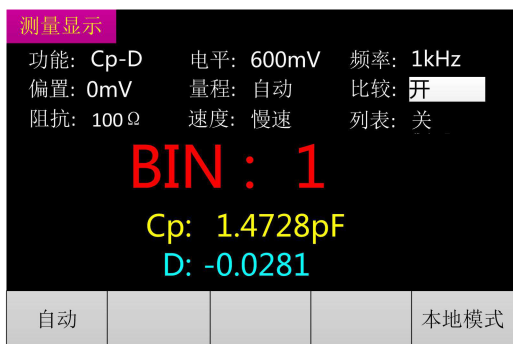 测量显示
功能: Cp-D 电平: 600mV 频率: 1kHz
偏置: 0mV 量程: 自动 比较: 开
阻抗: 100Ω 速度: 慢速 列表: 关
BIN: 1
Cp: 1.4728pF
D: -0.0281
自动 本地模式